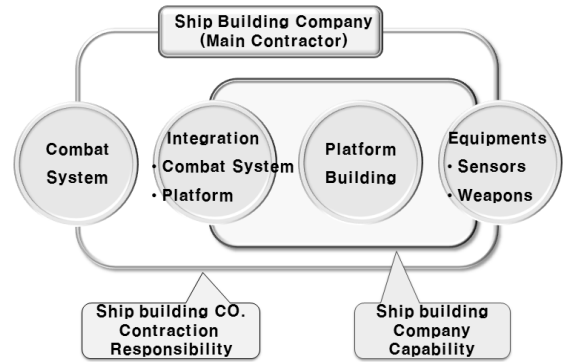 Ship Building Company
(Main Contractor)
Combat
System
Integration
• Combat System
• Platform
Platform
Building
Equipments
• Sensors
• Weapons
Ship building CO.
Contraction
Responsibility
Ship building
Company
Capability